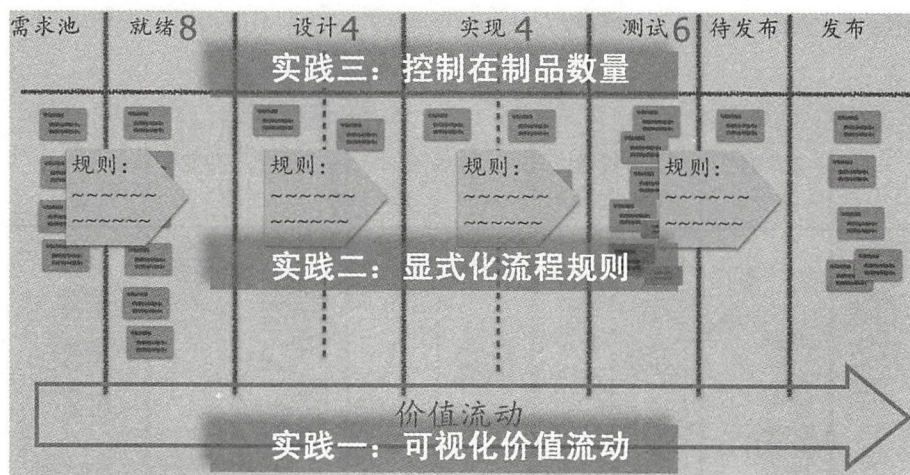 需求池 就绪8 设计4 实现4 测试6 待发布 发布
实践三：控制在制品数量
规则： 规则： 规则： 规则：
~~~~~~ ~~~~~~ ~~~~~~ ~~~~~~
~~~~~~ ~~~~~~ ~~~~~~ ~~~~~~
实践二：显式化流程规则
价值流动
实践一：可视化价值流动